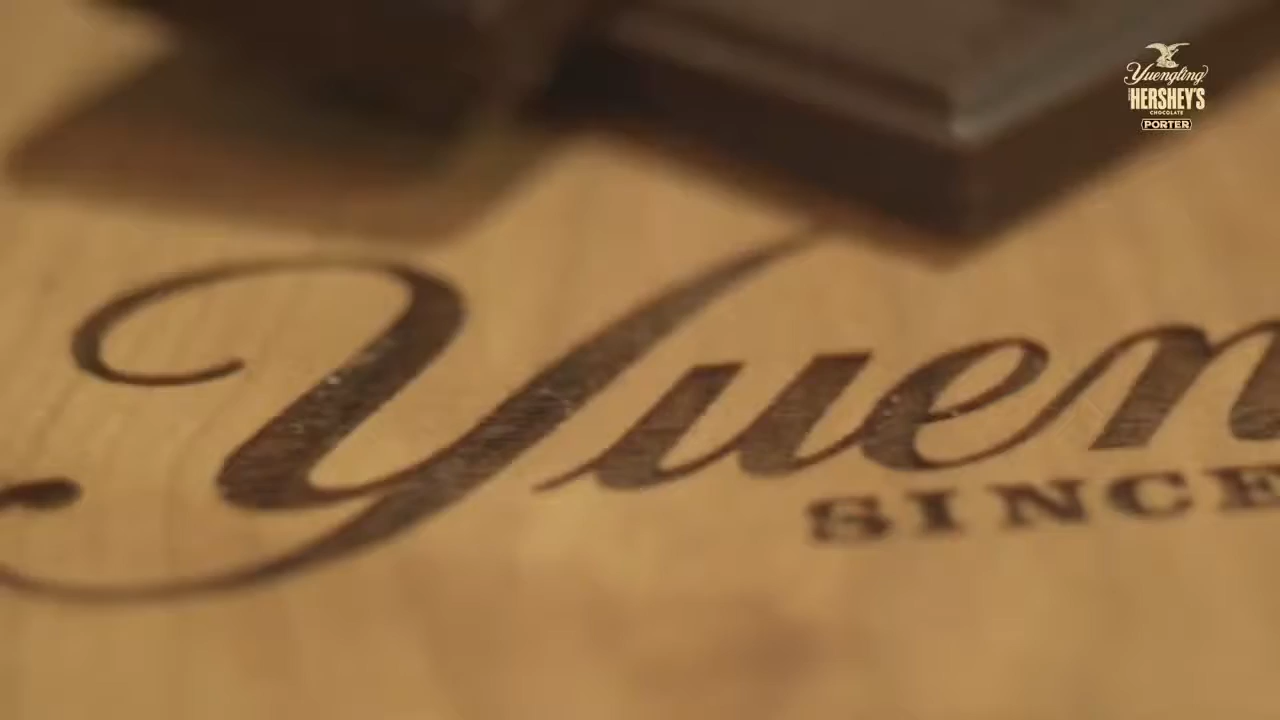 Yuengling
HERSHEY'S
CHOCOLATE
PORTER
Yuen
SINCE